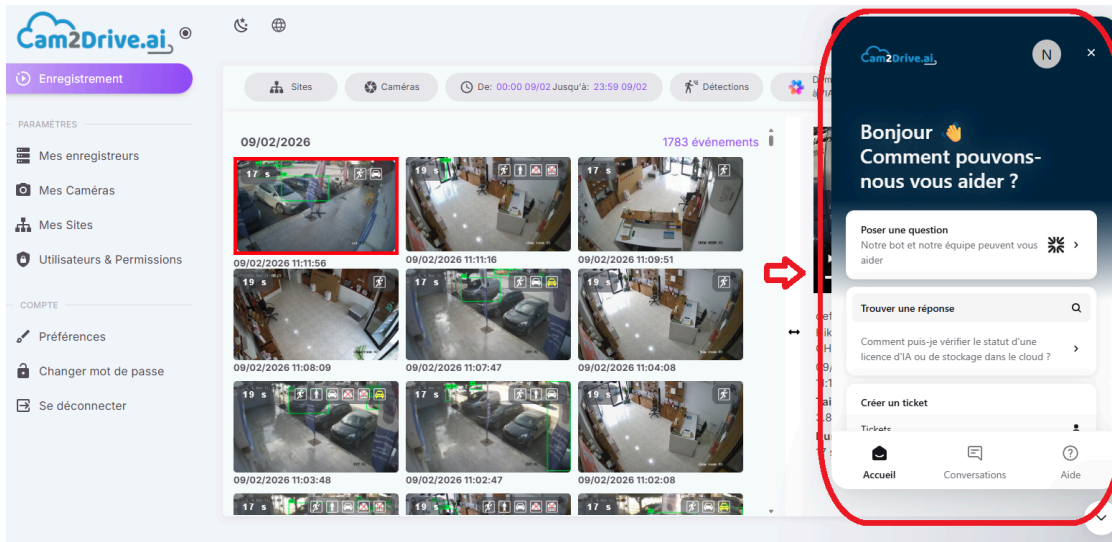 Cam2Drive.ai
Enregistrement
PARAMÈTRES
Mes enregistreurs
Mes Caméras
Mes Sites
Utilisateurs & Permissions
COMPTE
Préférences
Changer mot de passe
Se déconnecter
Sites
Caméras
De: 00:00 09/02 Jusqu'à: 23:59 09/02
Détections
09/02/2026
1783 événements
17 s
17 s
17 s
09/02/2026 11:11:56
09/02/2026 11:11:16
09/02/2026 11:09:51
19 s
17 s
19 s
09/02/2026 11:08:09
09/02/2026 11:07:47
09/02/2026 11:04:08
19 s
17 s
19 s
09/02/2026 11:03:48
09/02/2026 11:02:47
09/02/2026 11:02:08
17 s
19 s
17 s
Cam2Drive.ai
N
Bonjour 👋
Comment pouvons-
nous vous aider ?
Poser une question
Notre bot et notre équipe peuvent vous
aider
Trouver une réponse
Comment puis-je vérifier le statut d'une
licence d'IA ou de stockage dans le cloud ?
Créer un ticket
Tickets
Accueil
Conversations
Aide